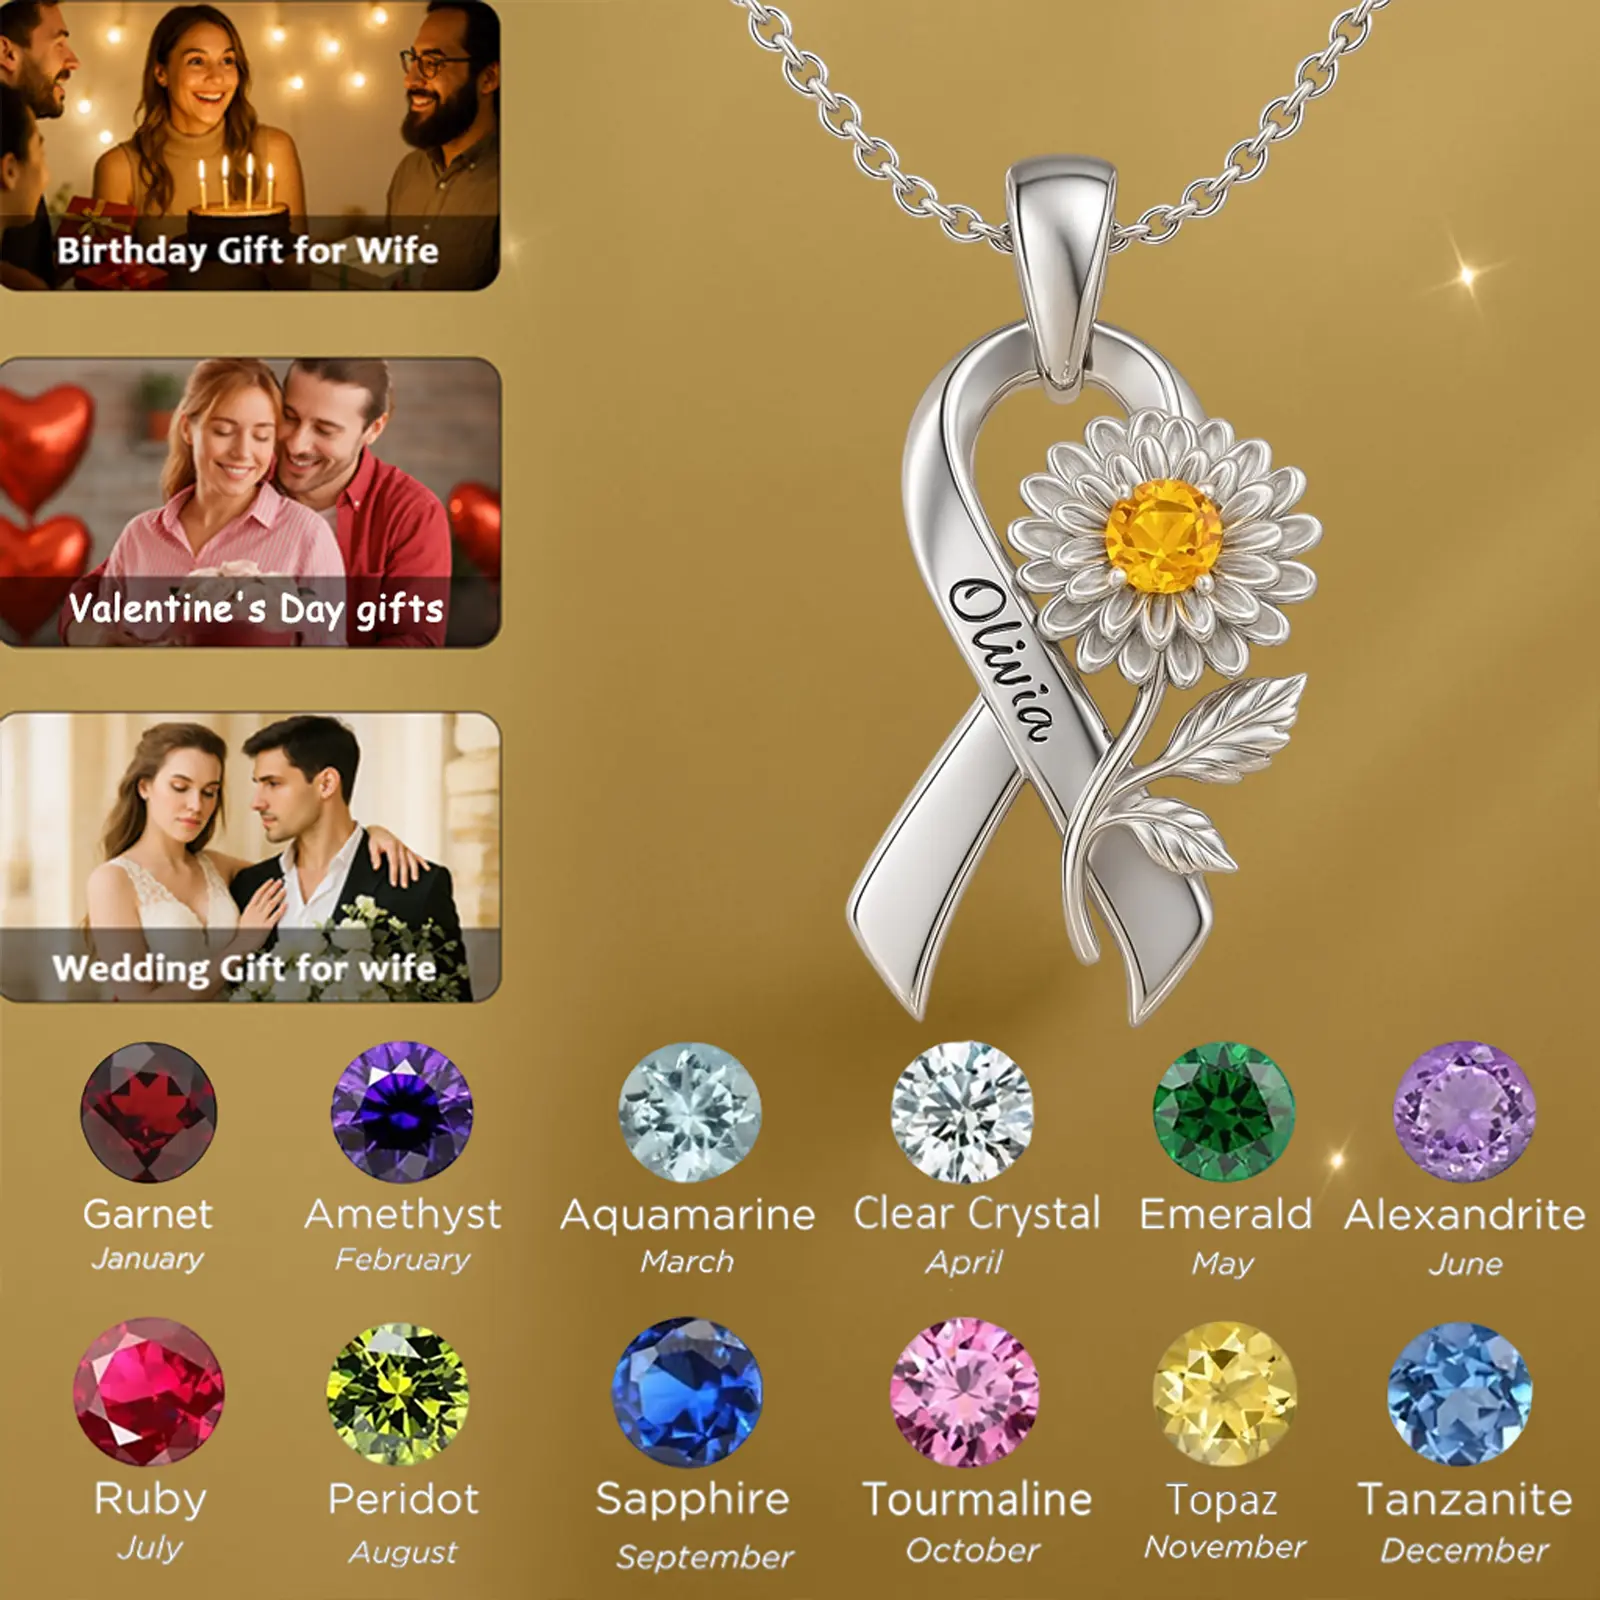 Birthday Gift for Wife
Valentine's Day gifts
Wedding Gift for wife
Olivia
Garnet
January
Amethyst
February
Aquamarine
March
Clear Crystal
April
Emerald
May
Alexandrite
June
Ruby
July
Peridot
August
Sapphire
September
Tourmaline
October
Topaz
November
Tanzanite
December